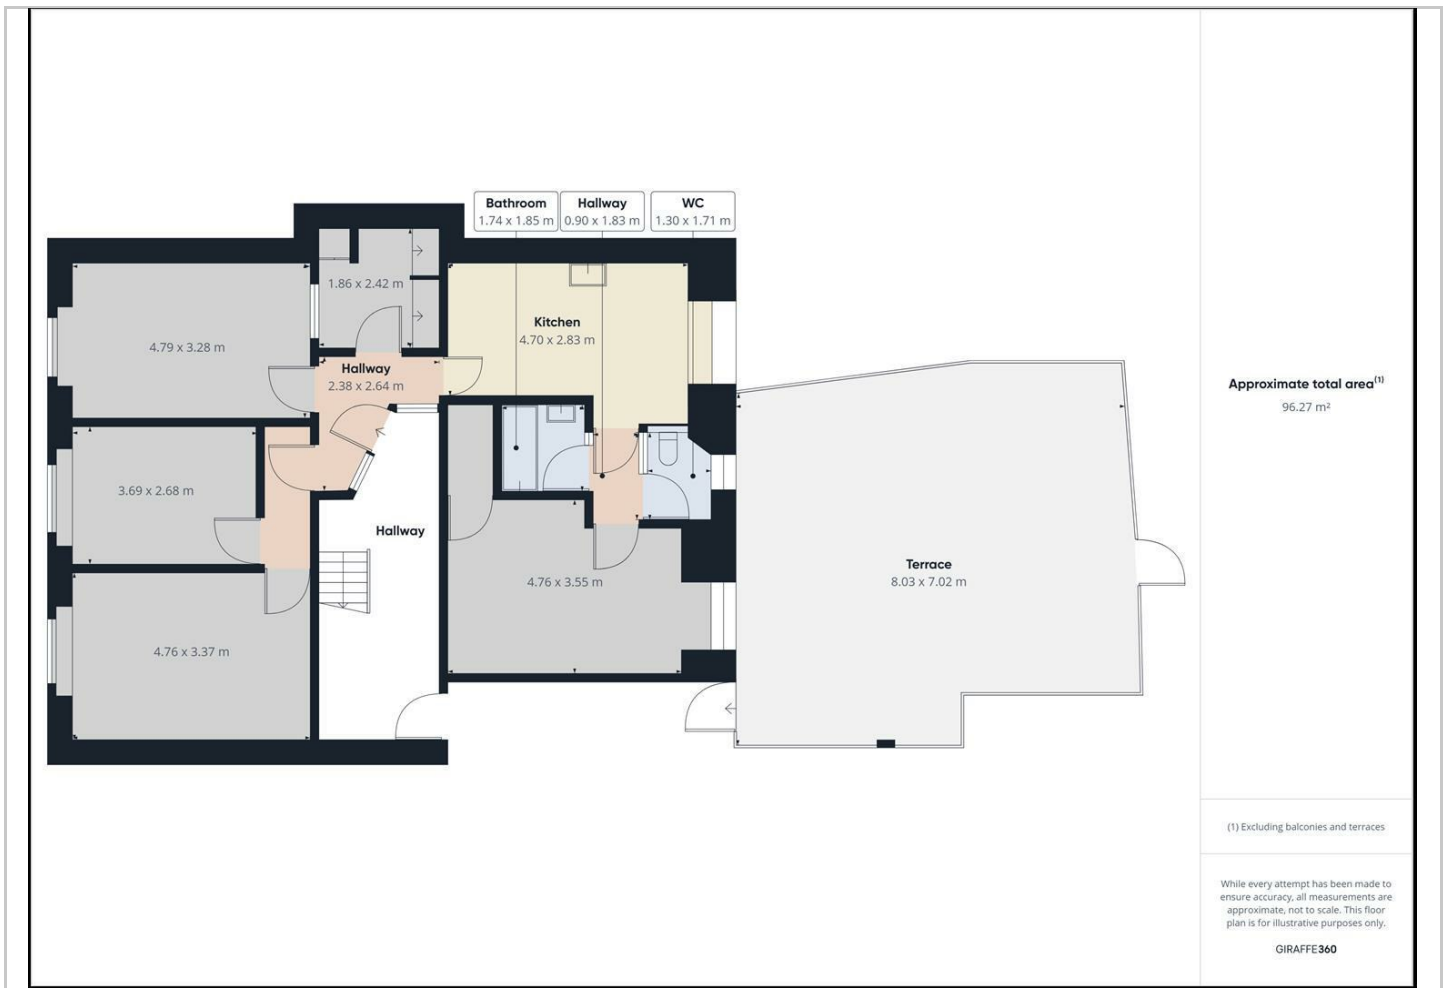 Bathroom
1.74 x 1.85 m
Hallway
0.90 x 1.83 m
WC
1.30 x 1.71 m
1.86 x 2.42 m
4.79 x 3.28 m
Kitchen
4.70 x 2.83 m
Hallway
2.38 x 2.64 m
3.69 x 2.68 m
Hallway
4.76 x 3.55 m
4.76 x 3.37 m
Terrace
8.03 x 7.02 m
Approximate total area(1)
96.27 m²
(1) Excluding balconies and terraces
While every attempt has been made to
ensure accuracy, all measurements are
approximate, not to scale. This floor
plan is for illustrative purposes only.
GIRAFFE360